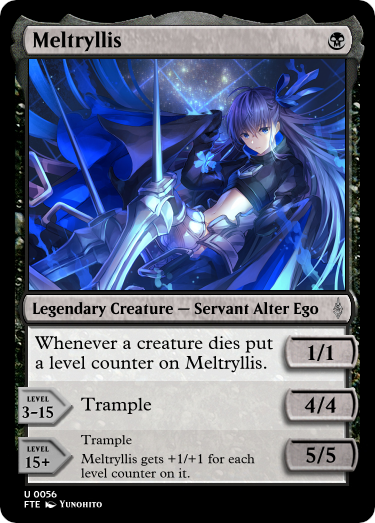 Meltryllis
Legendary Creature — Servant Alter Ego
Whenever a creature dies put
a level counter on Meltryllis.
1/1
LEVEL
3-15
Trample
4/4
LEVEL
15+
Trample
Meltryllis gets +1/+1 for each
level counter on it.
5/5
U 0056
FTE Yunohito